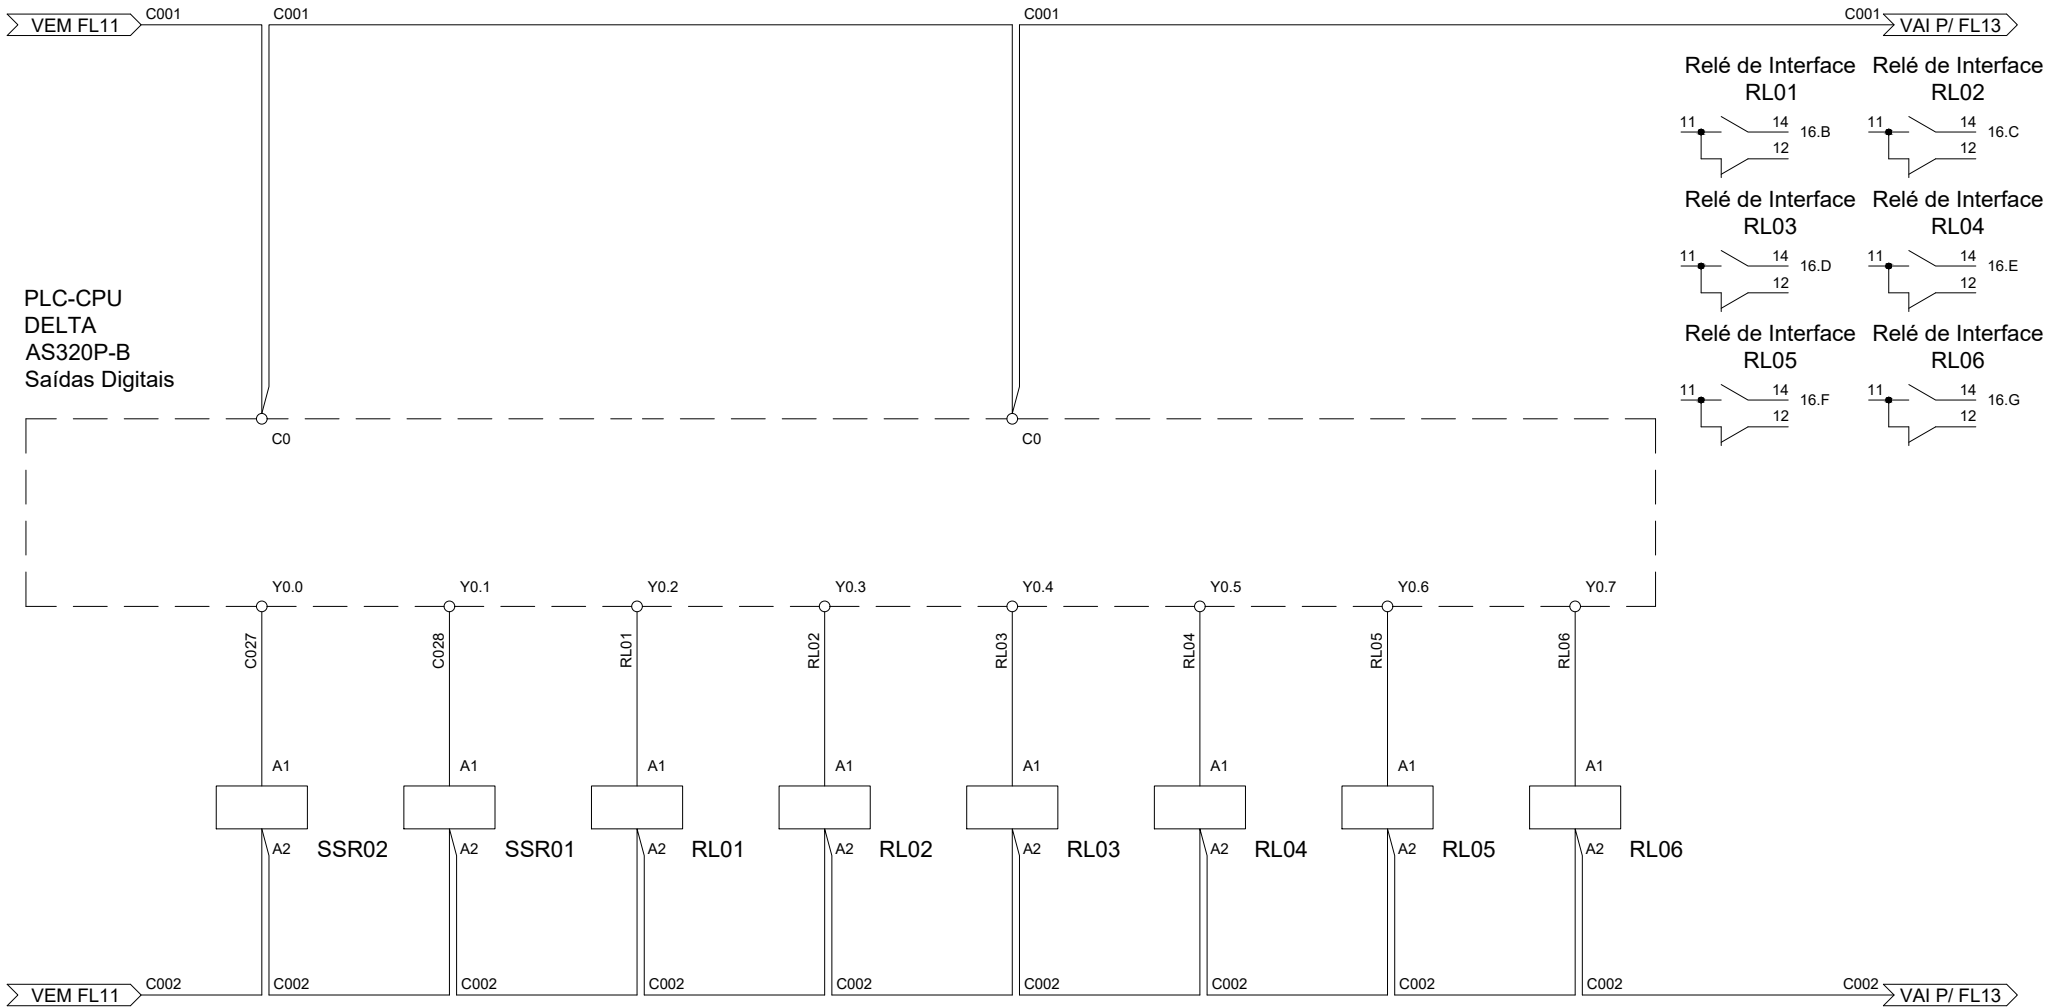 VEM FL11 C001 C001 C001 C001 VAI P/ FL13
Relé de Interface Relé de Interface
RL01 RL02
11 14 16.B 11 14 16.C
12 12
Relé de Interface Relé de Interface
RL03 RL04
11 14 16.D 11 14 16.E
12 12
Relé de Interface Relé de Interface
RL05 RL06
11 14 16.F 11 14 16.G
12 12
PLC-CPU
DELTA
AS320P-B
Saídas Digitais
C0 C0
Y0.0 Y0.1 Y0.2 Y0.3 Y0.4 Y0.5 Y0.6 Y0.7
C027 C028 RL01 RL02 RL03 RL04 RL05 RL06
A1 A1 A1 A1 A1 A1 A1 A1
A2 SSR02 A2 SSR01 A2 RL01 A2 RL02 A2 RL03 A2 RL04 A2 RL05 A2 RL06
VEM FL11 C002 C002 C002 C002 C002 C002 C002 C002 C002 C002 VAI P/ FL13